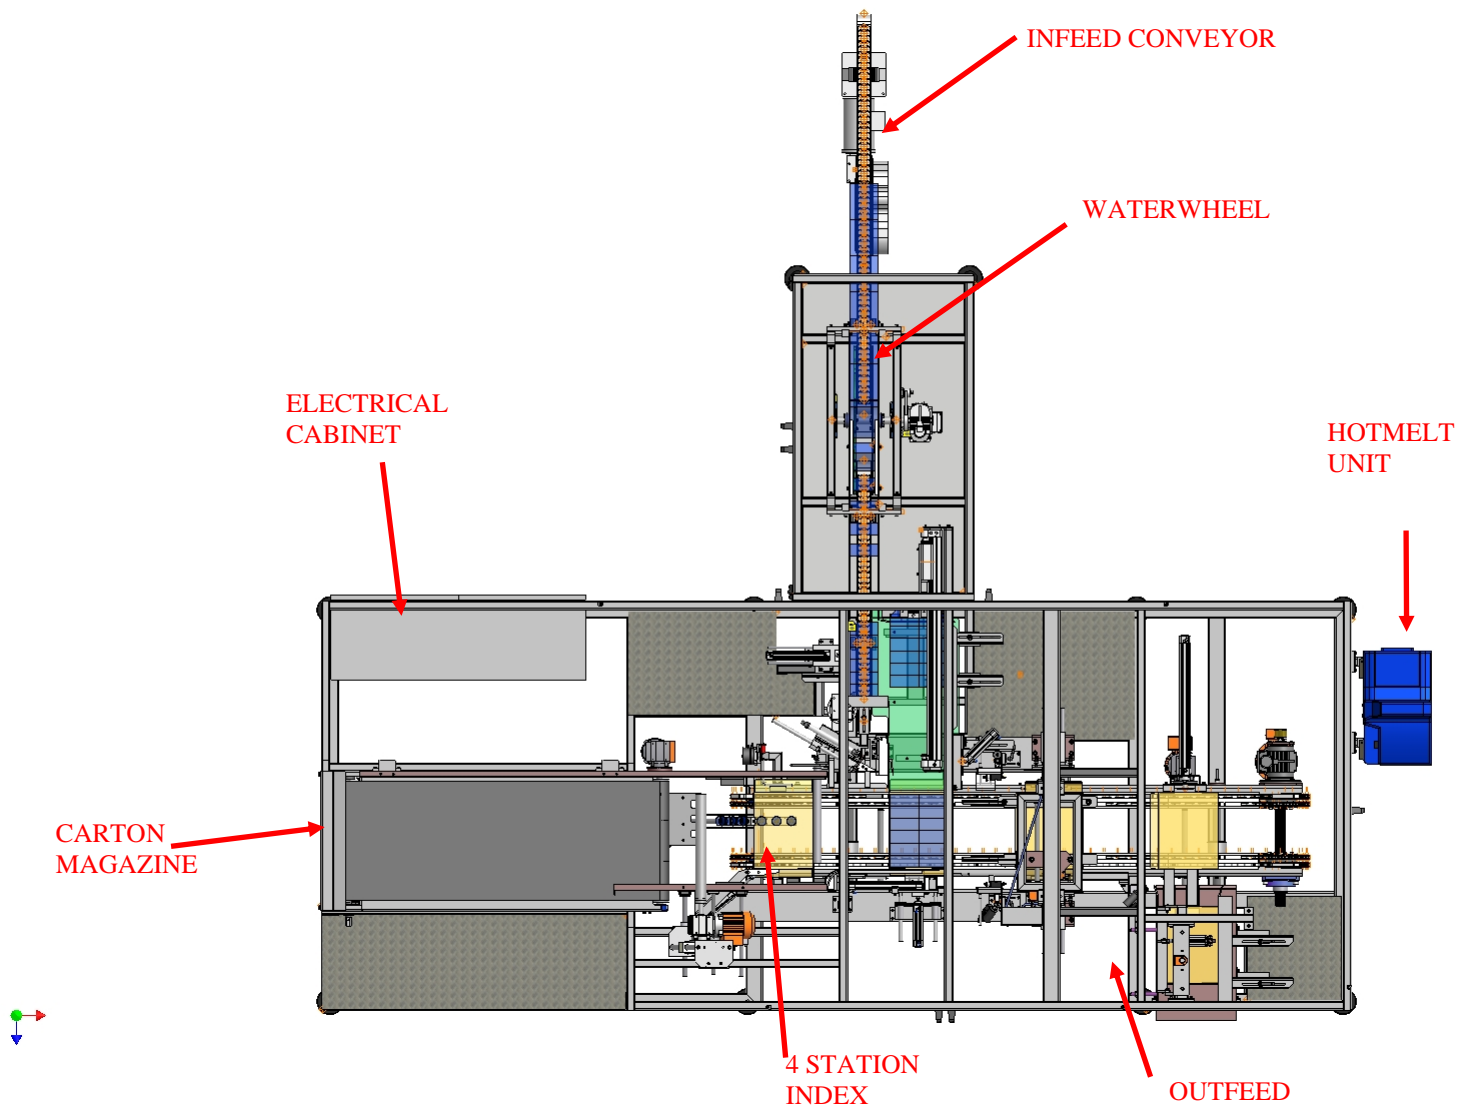 INFEED CONVEYOR
WATERWHEEL
ELECTRICAL
CABINET
HOTMELT
UNIT
CARTON
MAGAZINE
4 STATION
INDEX
OUTFEED